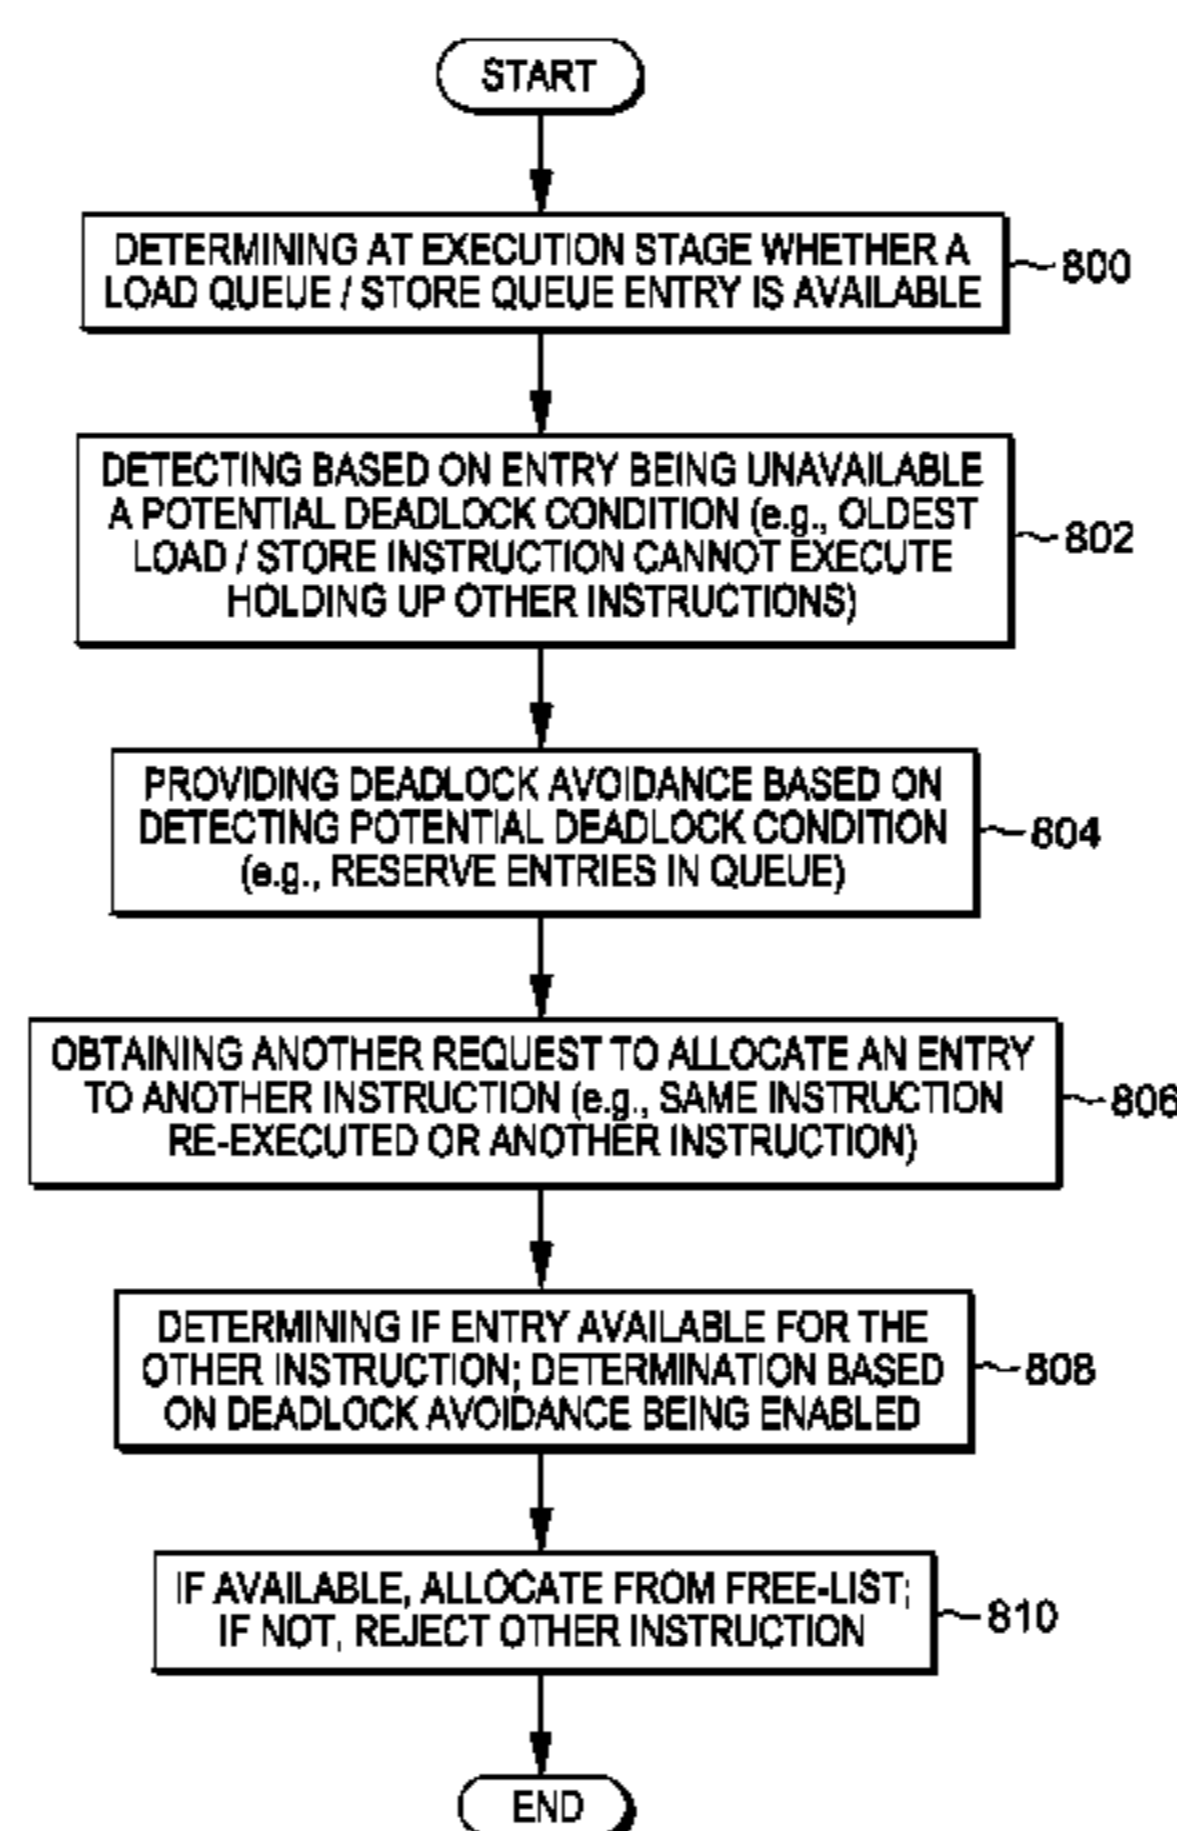 START
DETERMINING AT EXECUTION STAGE WHETHER A
LOAD QUEUE / STORE QUEUE ENTRY IS AVAILABLE
800
DETECTING BASED ON ENTRY BEING UNAVAILABLE
A POTENTIAL DEADLOCK CONDITION (e.g., OLDEST
LOAD / STORE INSTRUCTION CANNOT EXECUTE
HOLDING UP OTHER INSTRUCTIONS)
802
PROVIDING DEADLOCK AVOIDANCE BASED ON
DETECTING POTENTIAL DEADLOCK CONDITION
(e.g., RESERVE ENTRIES IN QUEUE)
804
OBTAINING ANOTHER REQUEST TO ALLOCATE AN ENTRY
TO ANOTHER INSTRUCTION (e.g., SAME INSTRUCTION
RE-EXECUTED OR ANOTHER INSTRUCTION)
806
DETERMINING IF ENTRY AVAILABLE FOR THE
OTHER INSTRUCTION; DETERMINATION BASED
ON DEADLOCK AVOIDANCE BEING ENABLED
808
IF AVAILABLE, ALLOCATE FROM FREE-LIST;
IF NOT, REJECT OTHER INSTRUCTION
810
END